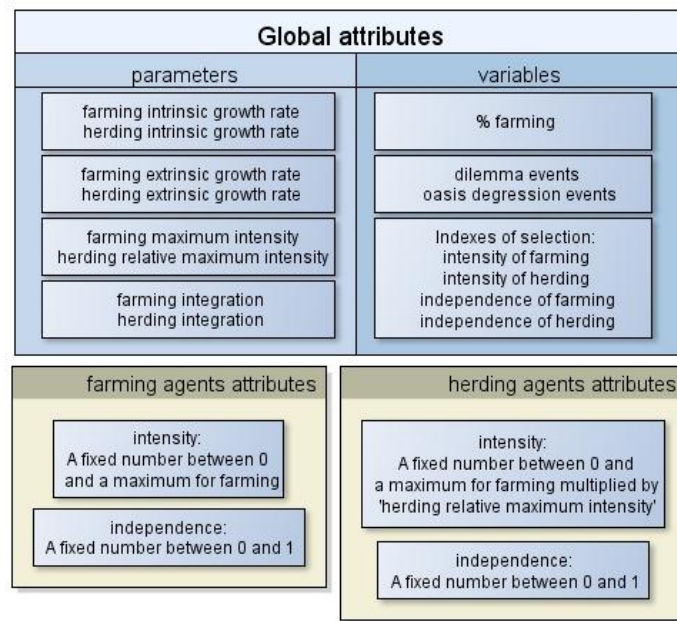 Global attributes
parameters
farming intrinsic growth rate
herding intrinsic growth rate
farming extrinsic growth rate
herding extrinsic growth rate
farming maximum intensity
herding relative maximum intensity
farming integration
herding integration
variables
% farming
dilemma events
oasis degression events
Indexes of selection:
intensity of farming
intensity of herding
independence of farming
independence of herding
farming agents attributes
intensity:
A fixed number between 0
and a maximum for farming
independence:
A fixed number between 0 and 1
herding agents attributes
intensity:
A fixed number between 0 and
a maximum for farming multiplied by
'herding relative maximum intensity'
independence:
A fixed number between 0 and 1